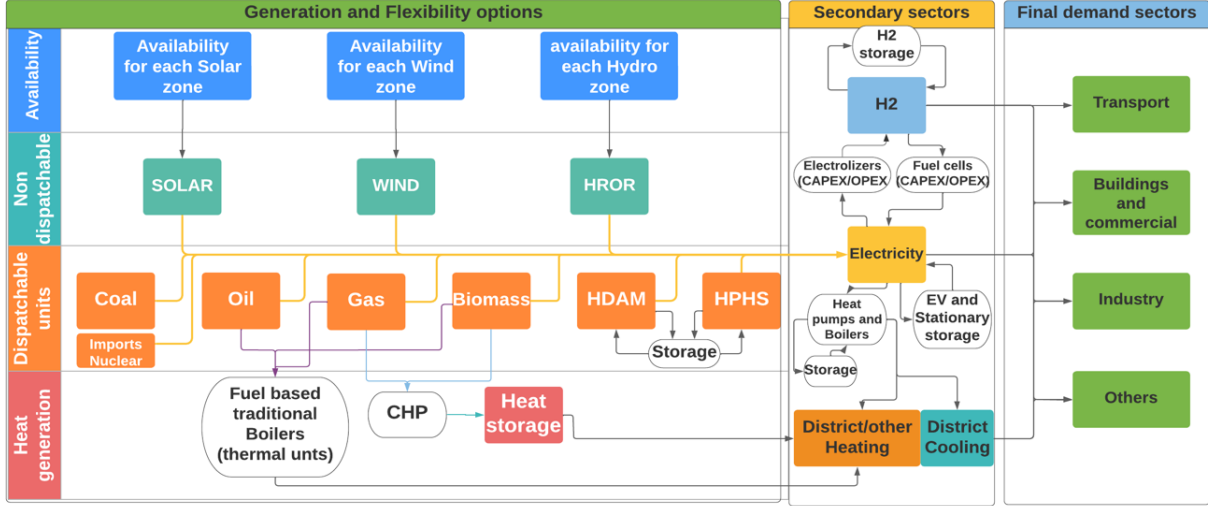 Generation and Flexibility options
Secondary sectors
Final demand sectors
Availability
Availability
for each Solar
zone
Availability
for each Wind
zone
availability for
each Hydro
zone
H2
storage
H2
Transport
Non
dispatchable
SOLAR
WIND
HROR
Electrolizers
(CAPEX/OPEX
Fuel cells
(CAPEX/OPEX)
Buildings
and
commercial
Electricity
Dispatchable
units
Coal
Oil
Gas
Biomass
HDAM
HPHS
Imports
Nuclear
Storage
Heat
pumps and
Boilers
Storage
EV and
Stationary
storage
Industry
Heat
generation
Fuel based
traditional
Boilers
(thermal unts)
CHP
Heat
storage
District/other
Heating
District
Cooling
Others